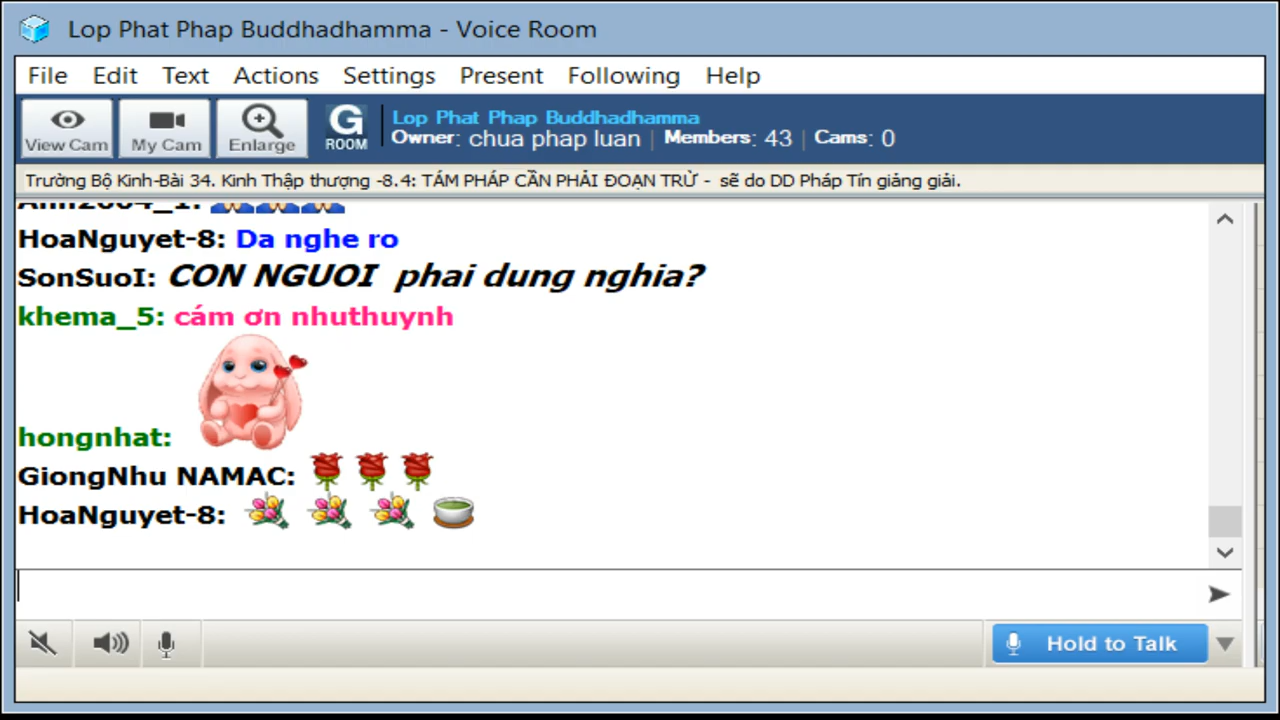 Lop Phat Phap Buddhadhamma - Voice Room
File Edit Text Actions Settings Present Following Help
View Cam
My Cam
Enlarge
G ROOM
Lop Phat Phap Buddhadhamma
Owner: chua phap luan | Members: 43 | Cams: 0
Trường Bộ Kinh-Bài 34. Kinh Thập thượng -8.4: TÁM PHÁP CẦN PHẢI ĐOẠN TRỪ - sẽ do DD Pháp Tín giảng giải.
HoaNguyet-8: Da nghe ro
SonSuoI: CON NGUOI phai dung nghia?
khema_5: cám ơn nhuthuynh
hongnhat:
GiongNhu NAMAC:
HoaNguyet-8:
Hold to Talk